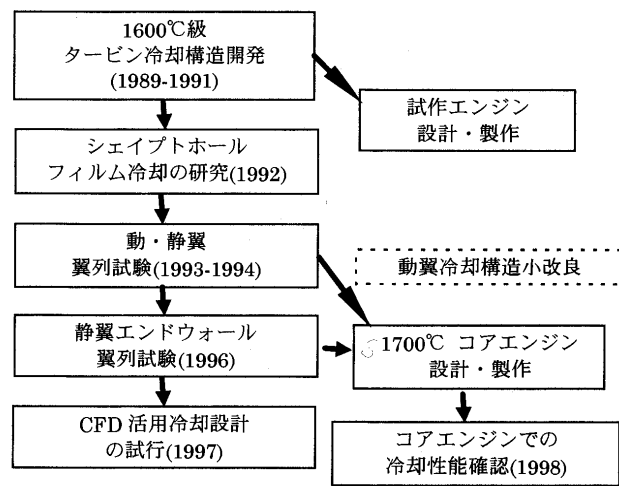 1600℃級
タービン冷却構造開発
(1989-1991)
試作エンジン
設計・製作
シェイプトホール
フィルム冷却の研究(1992)
動・静翼
翼列試験(1993-1994)
動翼冷却構造小改良
静翼エンドウォール
翼列試験(1996)
1700℃ コアエンジン
設計・製作
CFD 活用冷却設計
の試行(1997)
コアエンジンでの
冷却性能確認(1998)